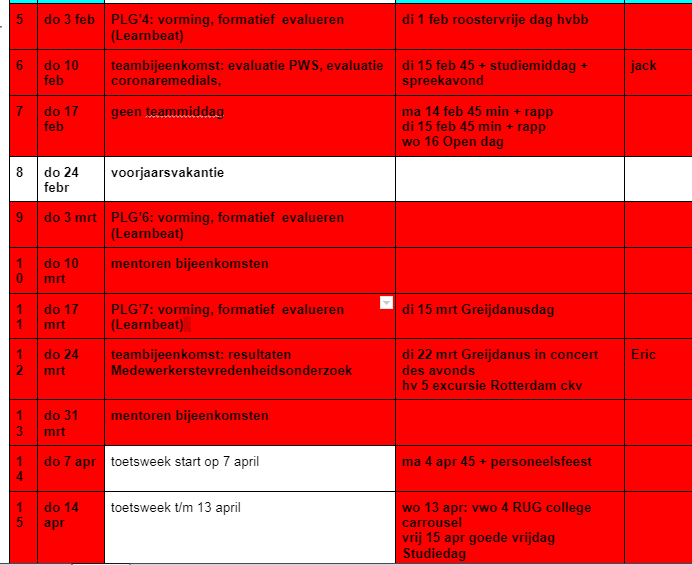 5 do 3 feb PLG'4: vorming, formatief evalueren di 1 feb roostervrije dag hvbb
(Learnbeat)
6 do 10 teambijeenkomst: evaluatie PWS, evaluatie di 15 feb 45 + studiemiddag + jack
feb coronaremedials, spreekavond
7 do 17 geen teammiddag ma 14 feb 45 min + rapp
feb di 15 feb 45 min + rapp
wo 16 Open dag
8 do 24 voorjaarsvakantie
febr
9 do 3 mrt PLG'6: vorming, formatief evalueren
(Learnbeat)
1 do 10 mentoren bijeenkomsten
0 mrt
1 do 17 PLG'7: vorming, formatief evalueren di 15 mrt Greijdanusdag
1 mrt (Learnbeat)
1 do 24 teambijeenkomst: resultaten di 22 mrt Greijdanus in concert Eric
2 mrt Medewerkerstevredenheidsonderzoek des avonds
hv 5 excursie Rotterdam ckv
1 do 31 mentoren bijeenkomsten
3 mrt
1 do 7 apr toetsweek start op 7 april ma 4 apr 45 + personeelsfeest
4
1 do 14 toetsweek t/m 13 april wo 13 apr: vwo 4 RUG college
5 apr carrousel
vrij 15 apr goede vrijdag
Studiedag